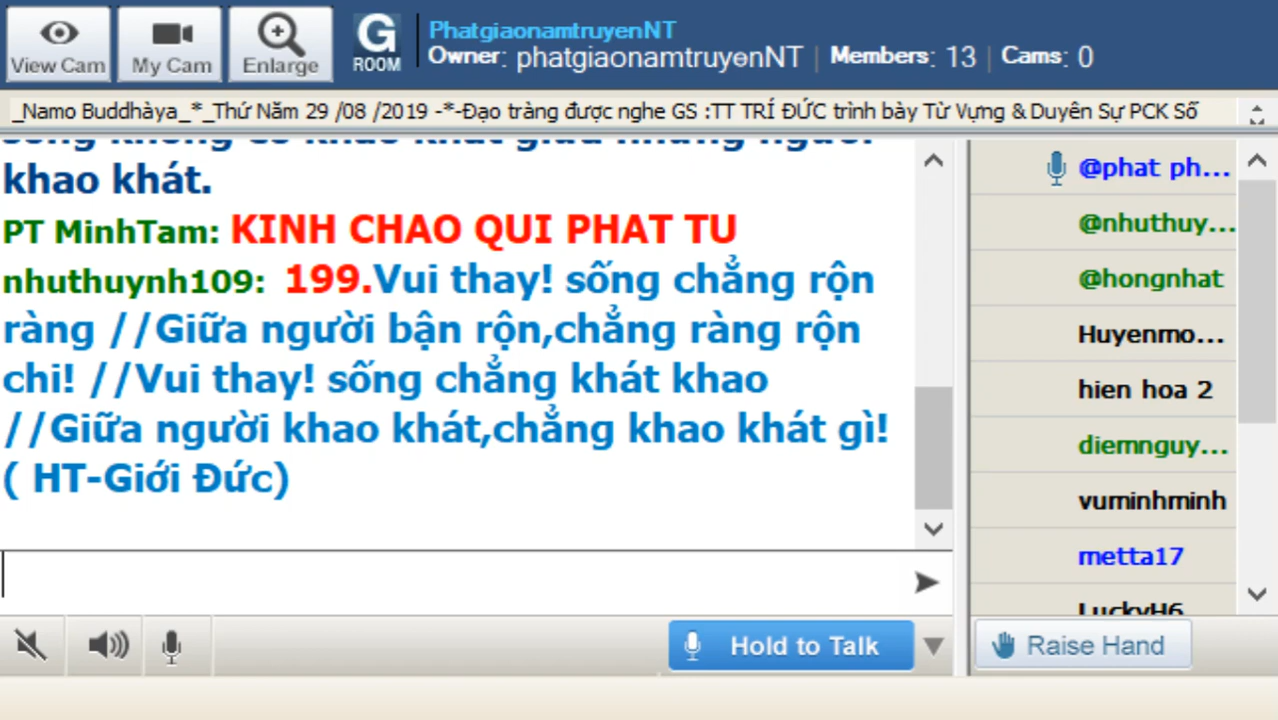 View Cam
My Cam
Enlarge
G
ROOM
PhatgiaonamtruyenNT
Owner: phatgiaonamtruyenNT | Members: 13 | Cams: 0
_Namo Buddhàya_*_Thứ Năm 29 /08 /2019 -*-Đạo tràng được nghe GS :TT TRÍ ĐỨC trình bày Từ Vựng & Duyên Sự PCK Số
khao khát.
PT MinhTam: KINH CHAO QUI PHAT TU
nhuthuynh109: 199.Vui thay! sống chẳng rộn
ràng //Giữa người bận rộn,chẳng ràng rộn
chi! //Vui thay! sống chẳng khát khao
//Giữa người khao khát,chẳng khao khát gì!
( HT-Giới Đức)
@phat ph...
@nhuthuy...
@hongnhat
Huyenmo...
hien hoa 2
diemnguy...
vuminhminh
metta17
LuckyH6
Hold to Talk
Raise Hand